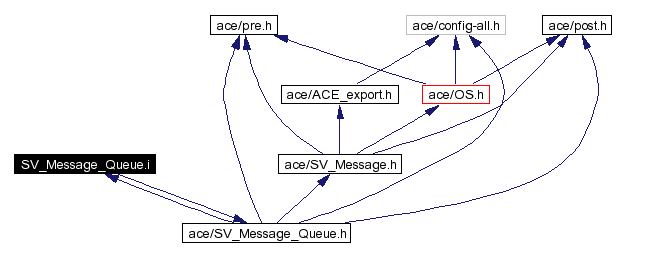 ace/pre.h
ace/config-all.h
ace/post.h
ace/ACE_export.h
ace/OS.h
SV_Message_Queue.i
ace/SV_Message.h
ace/SV_Message_Queue.h